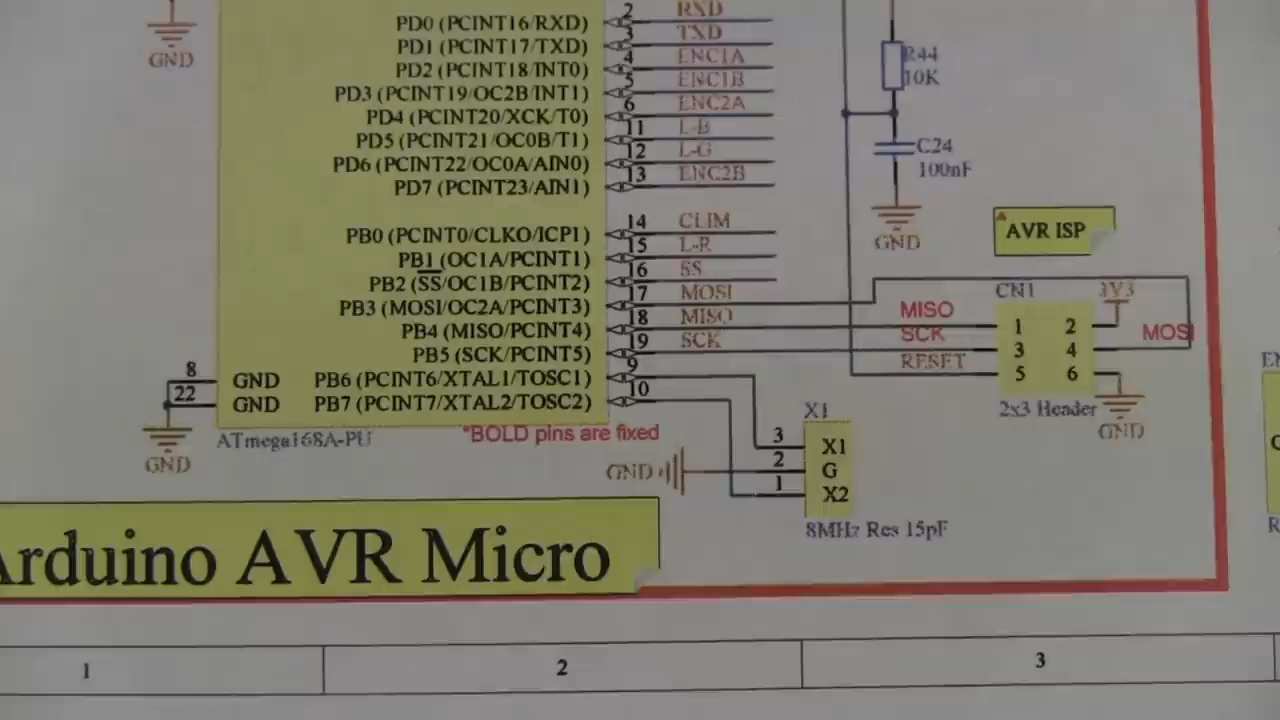 PD0 (PCINT16/RXD) 2 RXD
PD1 (PCINT17/TXD) 3 TXD
PD2 (PCINT18/INT0) 4 ENC1A
PD3 (PCINT19/OC2B/INT1) 5 ENC1B
PD4 (PCINT20/XCK/T0) 6 ENC2A
PD5 (PCINT21/OC0B/T1) 11 L-B
PD6 (PCINT22/OC0A/AIN0) 12 L-G
PD7 (PCINT23/AIN1) 13 ENC2B
PB0 (PCINT0/CLKO/ICP1) 14 CLIM
PB1 (OC1A/PCINT1) 15 L-R
PB2 (SS/OC1B/PCINT2) 16 SS
PB3 (MOSI/OC2A/PCINT3) 17 MOSI
PB4 (MISO/PCINT4) 18 MISO
PB5 (SCK/PCINT5) 19 SCK
PB6 (PCINT6/XTAL1/TOSC1) 9
PB7 (PCINT7/XTAL2/TOSC2) 10
GND
8 GND
22 GND
GND
ATmega168A-PU
*BOLD pins are fixed
R44
10K
C24
100nF
GND
AVR ISP
CN1
3V3
MISO
SCK
RESET
MOSI
1 2
3 4
5 6
2x3 Header
GND
X1
3 X1
GND 2 G
1 X2
8MHz Res 15pF
Arduino AVR Micro
1 2 3